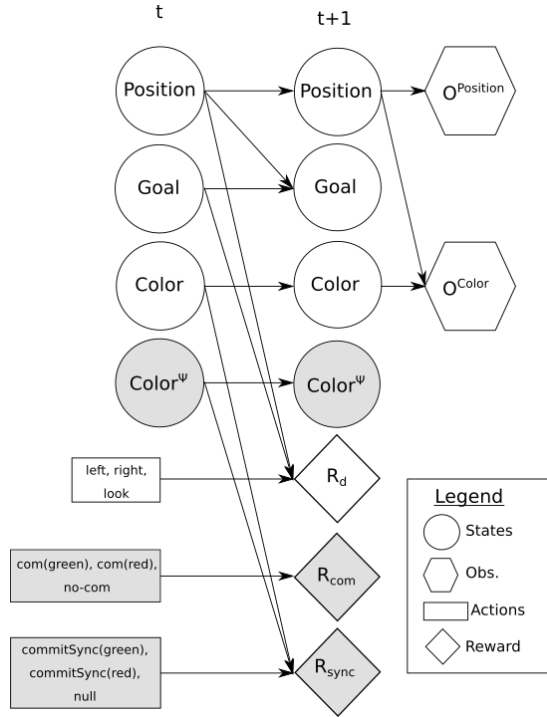 t
t+1
Position
Position
O^Position
Goal
Goal
Color
Color
O^Color
Color^Ψ
Color^Ψ
left, right,
look
R_d
com(green), com(red),
no-com
R_com
commitSync(green),
commitSync(red),
null
R_sync
Legend
States
Obs.
Actions
Reward